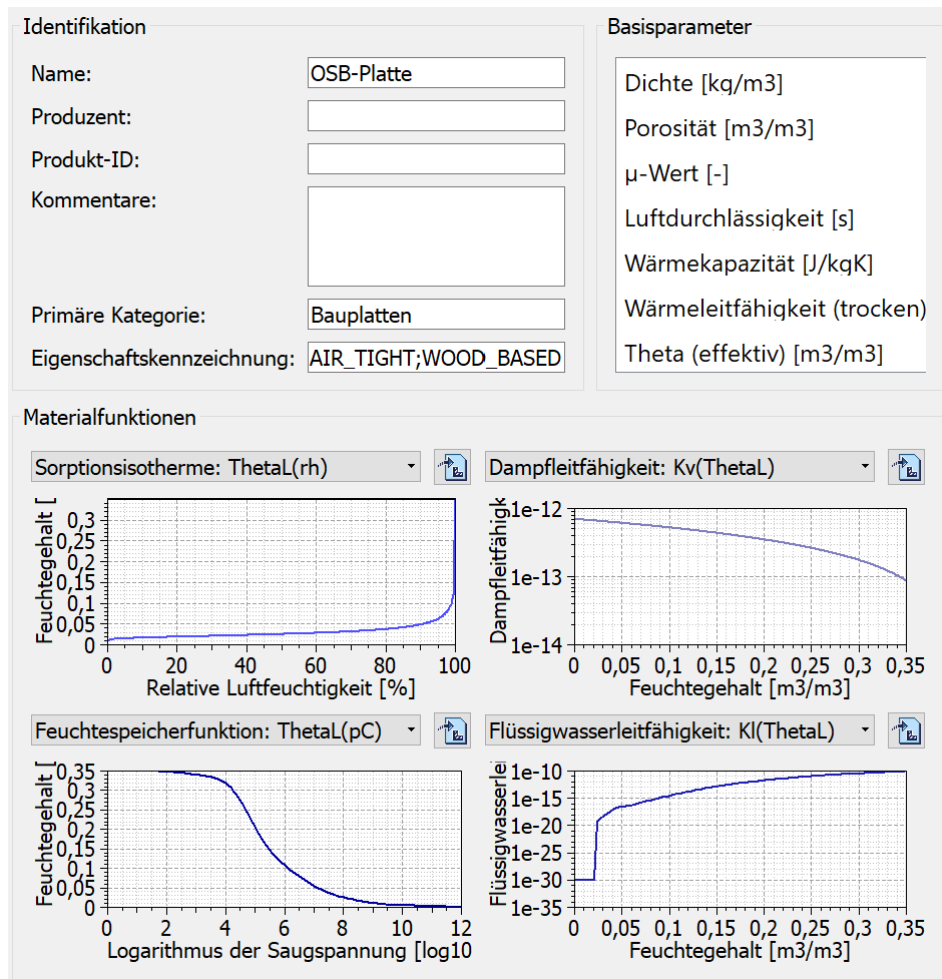 Identifikation
Name:
OSB-Platte
Produzent:
Produkt-ID:
Kommentare:
Primäre Kategorie:
Bauplatten
Eigenschaftskennzeichnung:
AIR_TIGHT;WOOD_BASED
Basisparameter
Dichte [kg/m3]
Porosität [m3/m3]
µ-Wert [-]
Luftdurchlässigkeit [s]
Wärmekapazität [J/kgK]
Wärmeleitfähigkeit (trocken)
Theta (effektiv) [m3/m3]
Materialfunktionen
Sorptionsisotherme: ThetaL(rh)
Feuchtegehalt [
0,3
0,25
0,2
0,15
0,1
0,05
0
0 20 40 60 80 100
Relative Luftfeuchtigkeit [%]
Dampfleitfähigkeit: Kv(ThetaL)
Dampfleitfähigk
1e-12
1e-13
1e-14
0 0,05 0,1 0,15 0,2 0,25 0,3 0,35
Feuchtegehalt [m3/m3]
Feuchtespeicherfunktion: ThetaL(pC)
Feuchtegehalt [
0,35
0,3
0,25
0,2
0,15
0,1
0,05
0
0 2 4 6 8 10 12
Logarithmus der Saugspannung [log10
Flüssigwasserleitfähigkeit: Kl(ThetaL)
Flüssigwasserlei
1e-10
1e-15
1e-20
1e-25
1e-30
1e-35
0 0,05 0,1 0,15 0,2 0,25 0,3 0,35
Feuchtegehalt [m3/m3]